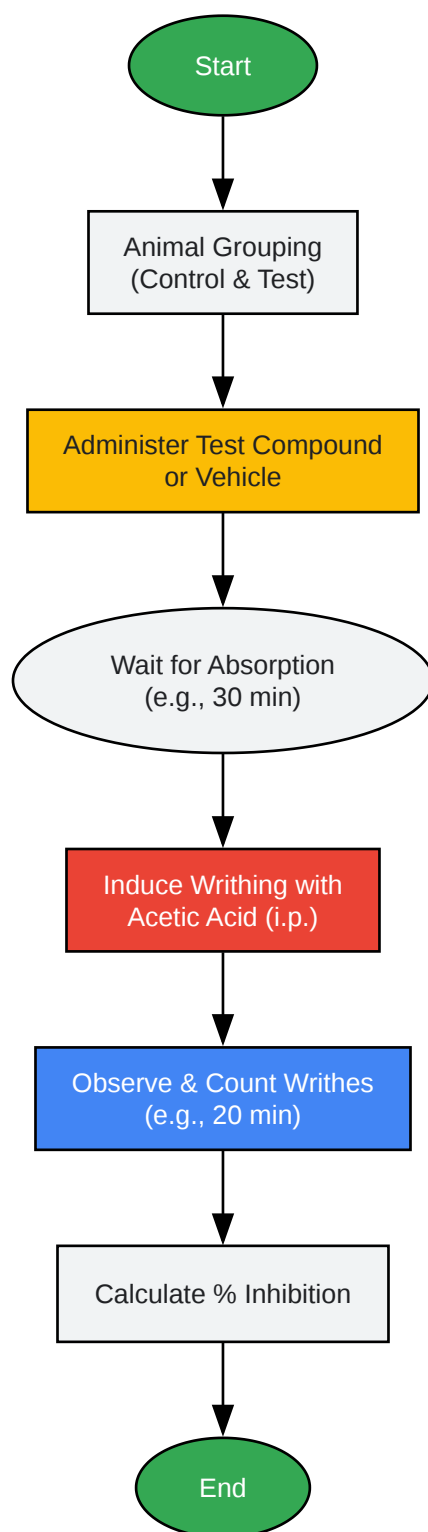 Start
Animal Grouping
(Control & Test)
Administer Test Compound
or Vehicle
Wait for Absorption
(e.g., 30 min)
Induce Writhing with
Acetic Acid (i.p.)
Observe & Count Writhes
(e.g., 20 min)
Calculate % Inhibition
End